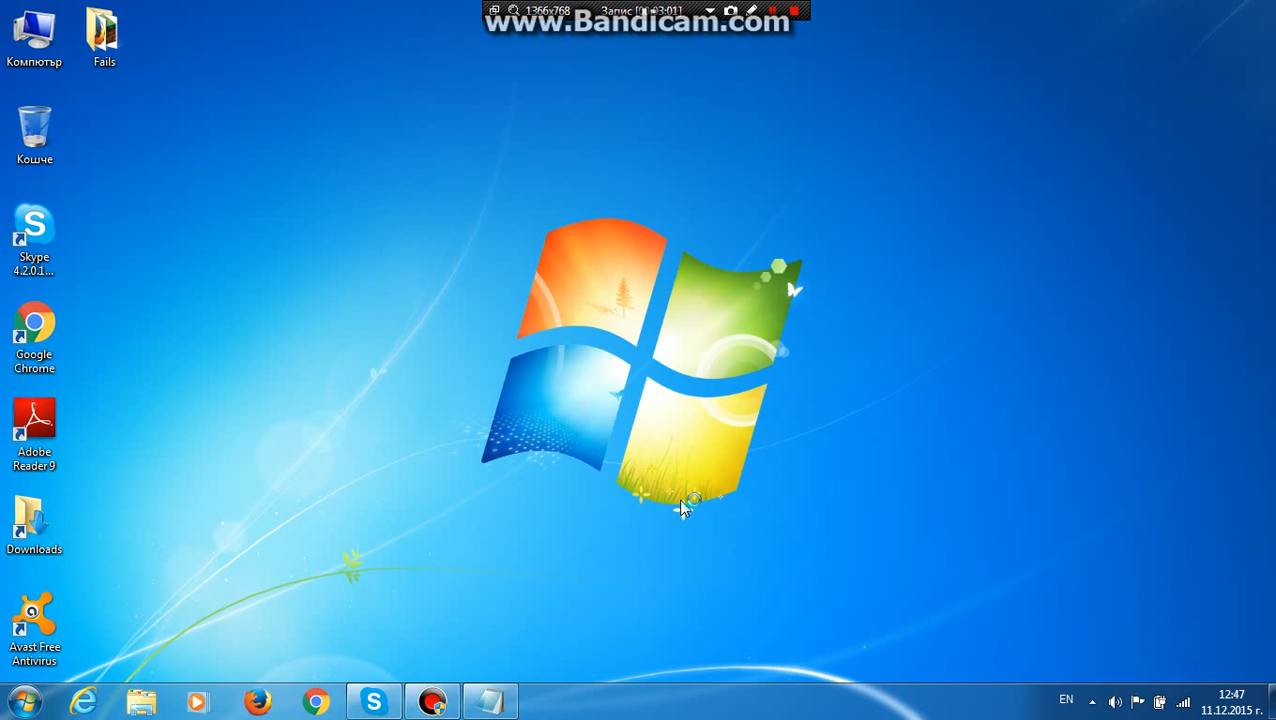 1366x768
www.Bandicam.com
Компютър
Fails
Кошче
Skype
4.2.0.1...
Google
Chrome
Adobe
Reader 9
Downloads
Avast Free
Antivirus
EN
12:47
11.12.2015 г.